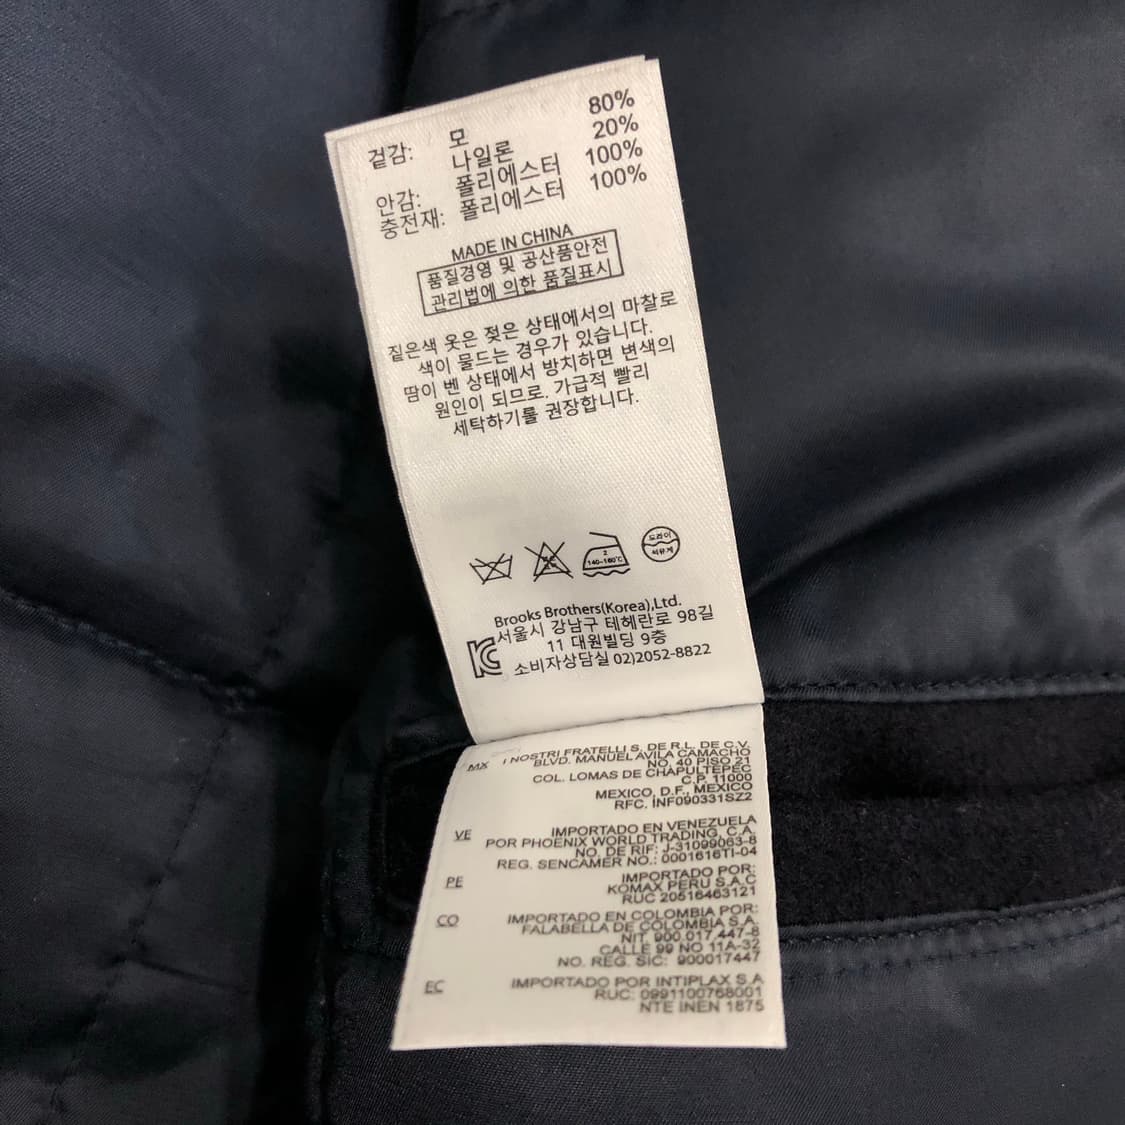 겉감: 모 80%
나일론 20%
안감: 폴리에스터 100%
충전재: 폴리에스터 100%
MADE IN CHINA
품질경영 및 공산품안전
관리법에 의한 품질표시
짙은색 옷은 젖은 상태에서의 마찰로
색이 물드는 경우가 있습니다.
땀이 벤 상태에서 방치하면 변색의
원인이 되므로. 가급적 빨리
세탁하기를 권장합니다.
2
140~160℃
드라이
석유계
Brooks Brothers(Korea),Ltd.
서울시 강남구 테헤란로 98길
11 대원빌딩 9층
소비자상담실 02)2052-8822
MX I NOSTRI FRATELLI S. DE R.L. DE C.V.
BLVD. MANUEL AVILA CAMACHO
NO. 40 PISO 21
COL. LOMAS DE CHAPULTEPEC
C.P. 11000
MEXICO, D.F., MEXICO
RFC. INF090331SZ2
VE IMPORTADO EN VENEZUELA
POR PHOENIX WORLD TRADING, C.A.
NO. DE RIF: J-31099063-8
REG. SENCAMER NO.: 0001616TI-04
PE IMPORTADO POR:
KOMAX PERU S.A.C
RUC 20516463121
CO IMPORTADO EN COLOMBIA POR:
FALABELLA DE COLOMBIA S.A.
NIT. 900.017.447-8
CALLE 99 NO 11A-32
NO. REG. SIC: 900017447
EC IMPORTADO POR INTIPLAX S.A
RUC: 0991100768001
NTE INEN 1875